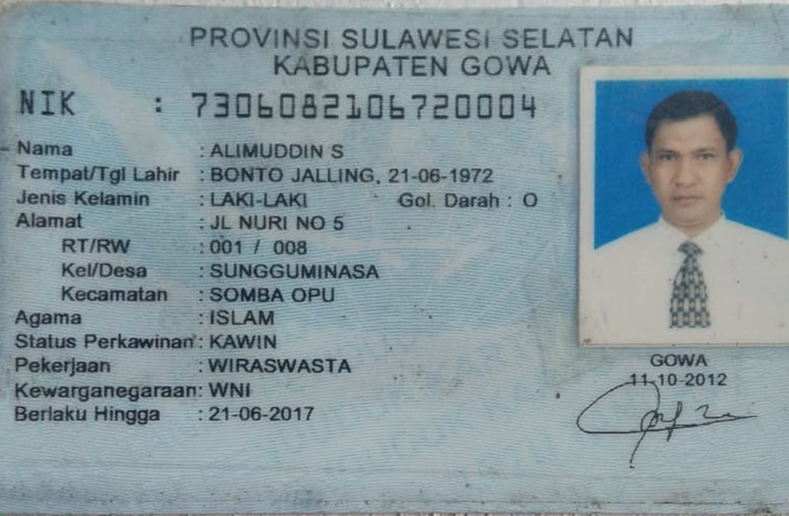 PROVINSI SULAWESI SELATAN
KABUPATEN GOWA
NIK : 7306082106720004
Nama : ALIMUDDIN S
Tempat/Tgl Lahir : BONTO JALLING, 21-06-1972
Jenis Kelamin : LAKI-LAKI Gol. Darah : O
Alamat : JL NURI NO 5
RT/RW : 001 / 008
Kel/Desa : SUNGGUMINASA
Kecamatan : SOMBA OPU
Agama : ISLAM
Status Perkawinan : KAWIN
Pekerjaan : WIRASWASTA
Kewarganegaraan : WNI
Berlaku Hingga : 21-06-2017
GOWA
11-10-2012